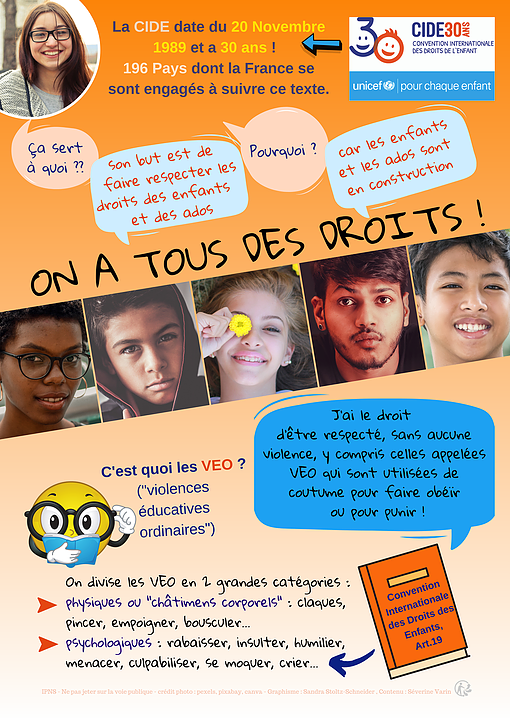 La CIDE date du 20 Novembre
1989 et a 30 ans !
196 Pays dont la France se
sont engagés à suivre ce texte.
30
CIDE30
ANS
CONVENTION INTERNATIONALE
DES DROITS DE L'ENFANT
unicef | pour chaque enfant
Ça sert
à quoi ??
son but est de
faire respecter les
droits des enfants
et des ados
Pourquoi ?
car les enfants
et les ados sont
en construction
ON A TOUS DES DROITS !
J'ai le droit
d'être respecté, sans aucune
violence, y compris celles appelées
VEO qui sont utilisées de
coutume pour faire obéïr
ou pour punir !
C'est quoi les VEO ?
("violences
éducatives
ordinaires")
On divise les VEO en 2 grandes catégories :
physiques ou "châtimens corporels" : claques,
pincer, empoigner, bousculer...
psychologiques : rabaisser, insulter, humilier,
menacer, culpabiliser, se moquer, crier...
Convention
Internationale
des Droits des
Enfants,
Art.19
IPNS - Ne pas jeter sur la voie publique - crédit photo : pexels, pixabay, canva - Graphisme : Sandra Stoltz-Schneider . Contenu : Séverine Varin